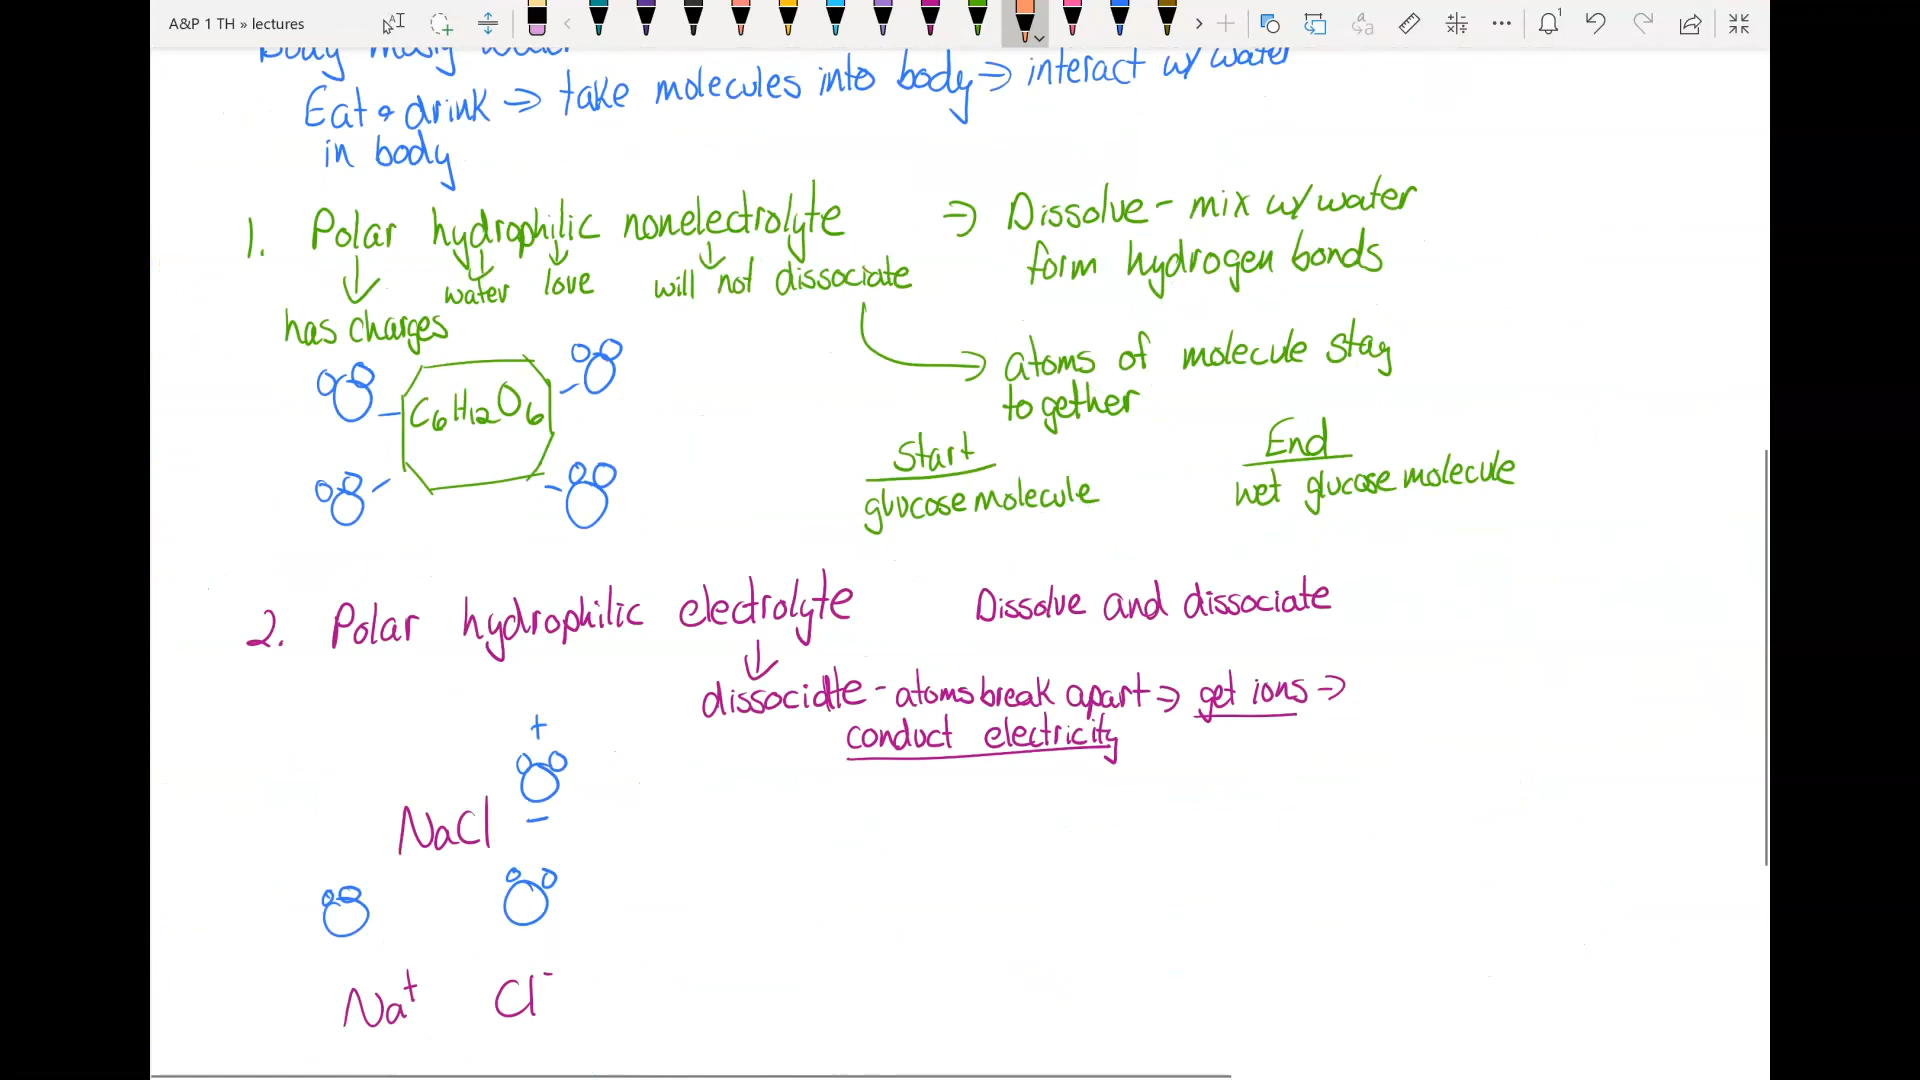 A&P 1 TH » lectures
Body mostly water
Eat & drink => take molecules into body => interact w/ water
in body
1. Polar hydrophilic nonelectrolyte => Dissolve - mix w/ water
form hydrogen bonds
water love will not dissociate
has charges
atoms of molecule stay
together
C6H12O6
Start End
glucose molecule wet glucose molecule
2. Polar hydrophilic electrolyte Dissolve and dissociate
dissociate - atoms break apart => get ions =>
conduct electricity
+
NaCl
-
Na+ Cl-